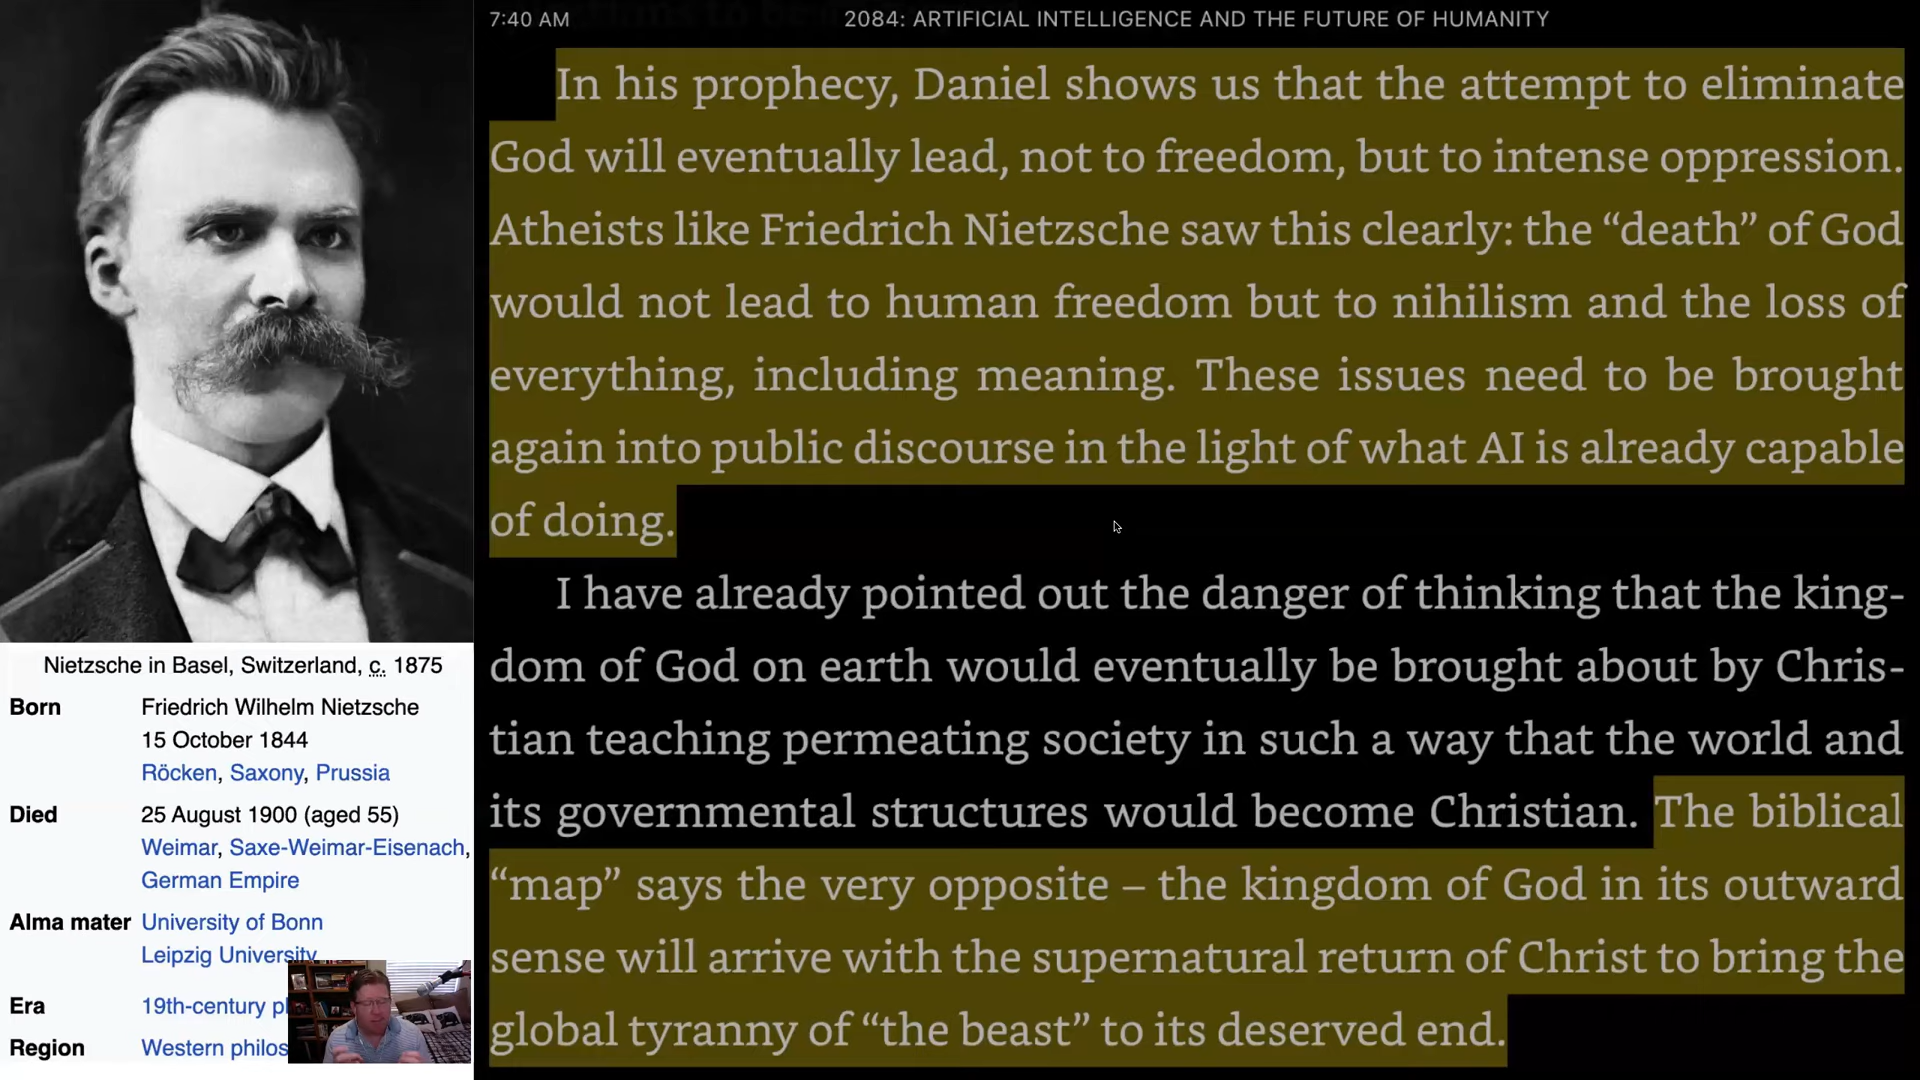 7:40 AM
2084: ARTIFICIAL INTELLIGENCE AND THE FUTURE OF HUMANITY
In his prophecy, Daniel shows us that the attempt to eliminate
God will eventually lead, not to freedom, but to intense oppression.
Atheists like Friedrich Nietzsche saw this clearly: the “death” of God
would not lead to human freedom but to nihilism and the loss of
everything, including meaning. These issues need to be brought
again into public discourse in the light of what AI is already capable
of doing.
I have already pointed out the danger of thinking that the king-
dom of God on earth would eventually be brought about by Chris-
tian teaching permeating society in such a way that the world and
its governmental structures would become Christian. The biblical
“map” says the very opposite – the kingdom of God in its outward
sense will arrive with the supernatural return of Christ to bring the
global tyranny of “the beast” to its deserved end.
Nietzsche in Basel, Switzerland, c. 1875
Born Friedrich Wilhelm Nietzsche
15 October 1844
Röcken, Saxony, Prussia
Died 25 August 1900 (aged 55)
Weimar, Saxe-Weimar-Eisenach,
German Empire
Alma mater University of Bonn
Leipzig University
Era 19th-century
Region Western